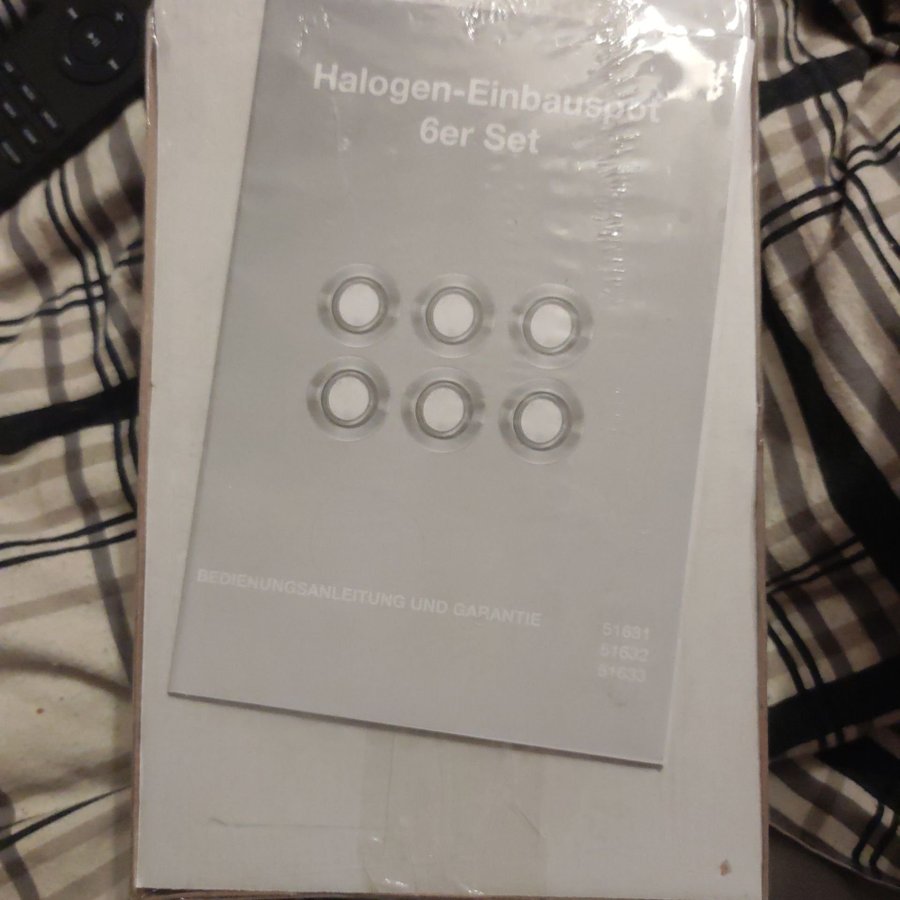 Halogen-Einbauspot
6er Set
BEDIENUNGSANLEITUNG UND GARANTIE
51631
51632
51633